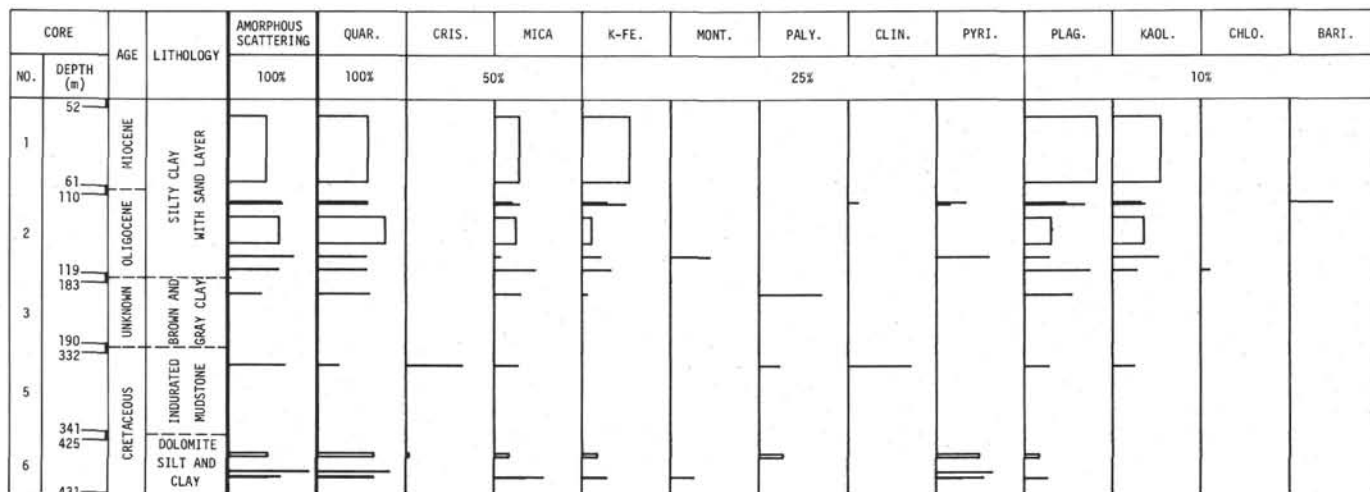 CORE
AGE
LITHOLOGY
AMORPHOUS
SCATTERING
QUAR.
CRIS.
MICA
K-FE.
MONT.
PALY.
CLIN.
PYRI.
PLAG.
KAOL.
CHLO.
BARI.
NO.
DEPTH
(m)
100%
100%
50%
25%
10%
52
1
61
MIOCENE
SILTY CLAY
WITH SAND LAYER
110
2
119
OLIGOCENE
183
3
190
UNKNOWN
BROWN AND
GRAY CLAY
332
5
341
CRETACEOUS
INDURATED
MUDSTONE
425
6
431
DOLOMITE
SILT AND
CLAY